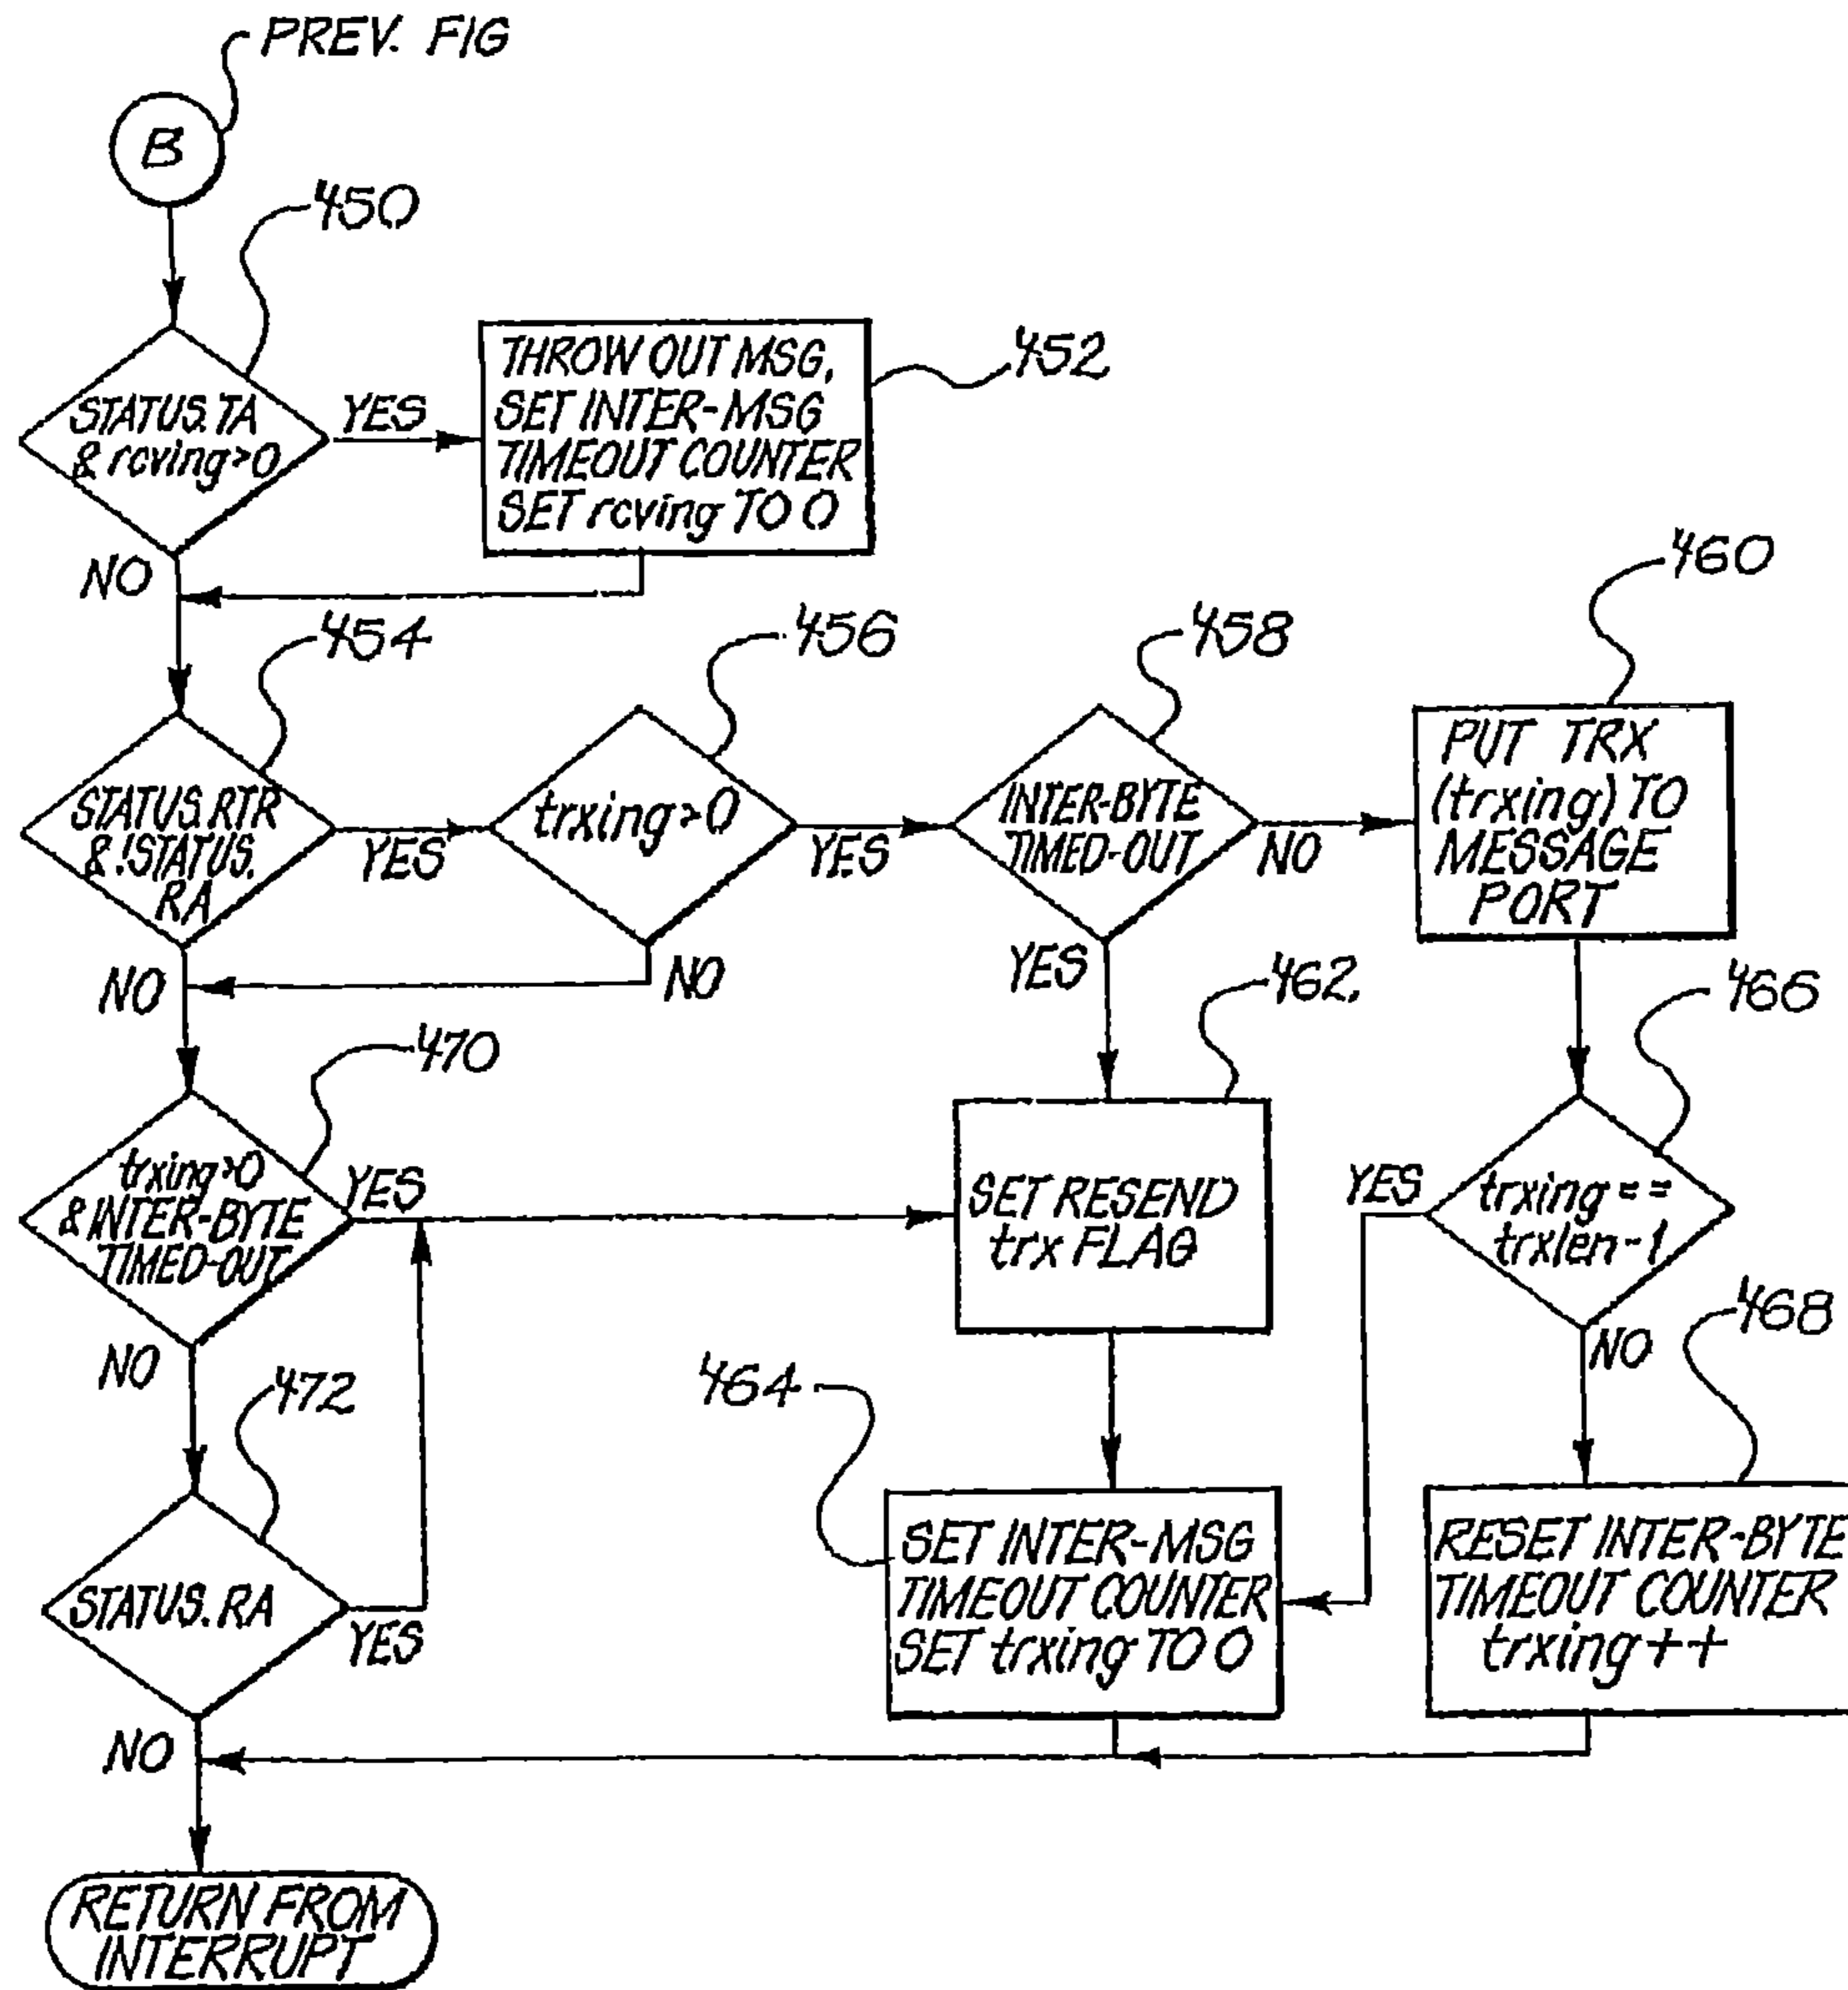 PREV. FIG
B
450
STATUS.TA
& rcving>0
YES
NO
THROW OUT MSG,
SET INTER-MSG
TIMEOUT COUNTER
SET rcving TO 0
452
454
STATUS.RTR
& !STATUS.
RA
YES
NO
456
trxing>0
YES
NO
458
INTER-BYTE
TIMED-OUT
NO
YES
460
PUT TRX
(trxing) TO
MESSAGE
PORT
462.
SET RESEND
trx FLAG
466
trxing==
trxlen-1
YES
NO
470
trxing>0
& INTER-BYTE
TIMED-OUT
YES
NO
472
STATUS.RA
YES
NO
464
SET INTER-MSG
TIMEOUT COUNTER
SET trxing TO 0
468
RESET INTER-BYTE
TIMEOUT COUNTER
trxing++
RETURN FROM
INTERRUPT